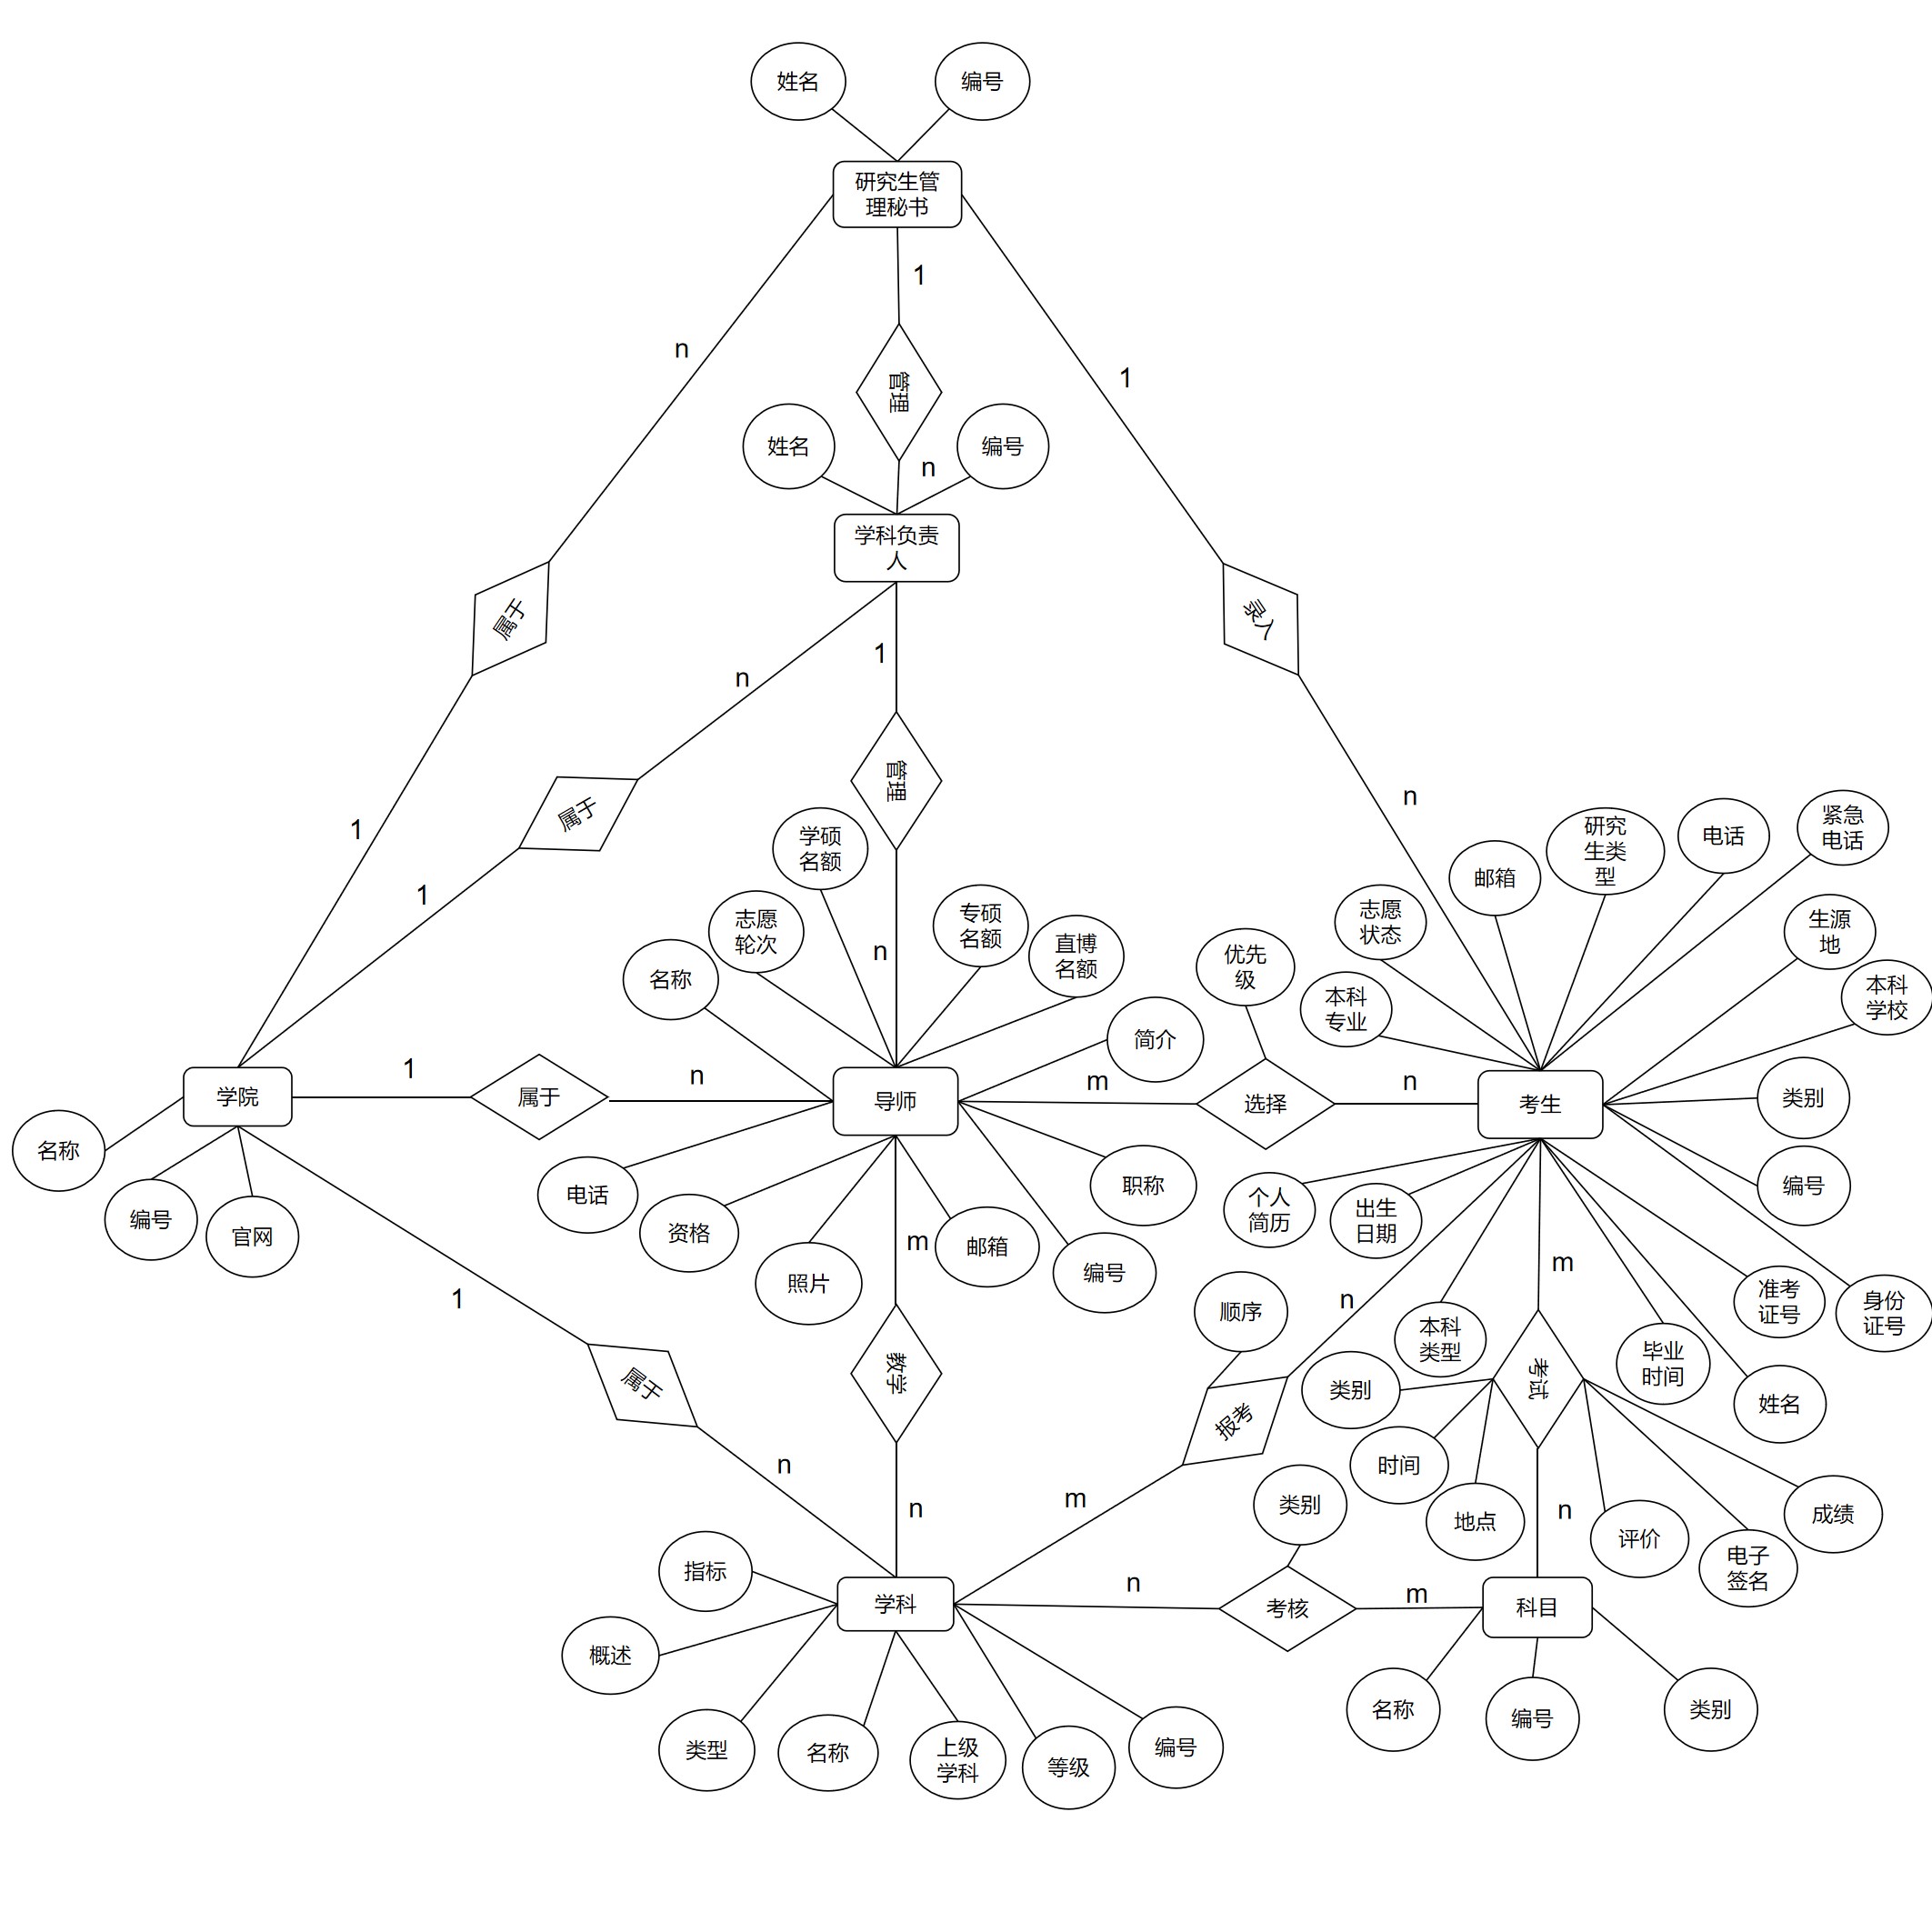 姓名
编号
研究生管
理秘书
1
n
管理
1
姓名
编号
n
学科负责
人
属于
录入
1
n
管理
属于
n
1
1
学硕
名额
志愿
轮次
专硕
名额
直博
名额
n
名称
简介
优先
级
本科
专业
志愿
状态
邮箱
研究
生类
型
电话
紧急
电话
生源
地
本科
学校
类别
编号
身份
证号
学院
1
属于
n
导师
m
选择
n
考生
名称
编号
官网
电话
资格
照片
m
邮箱
编号
职称
个人
简历
出生
日期
本科
类型
m
毕业
时间
准考
证号
姓名
1
属于
n
教学
n
顺序
n
报考
m
类别
时间
地点
考试
n
评价
电子
签名
成绩
指标
概述
类型
名称
上级
学科
等级
编号
学科
n
类别
考核
m
科目
名称
编号
类别